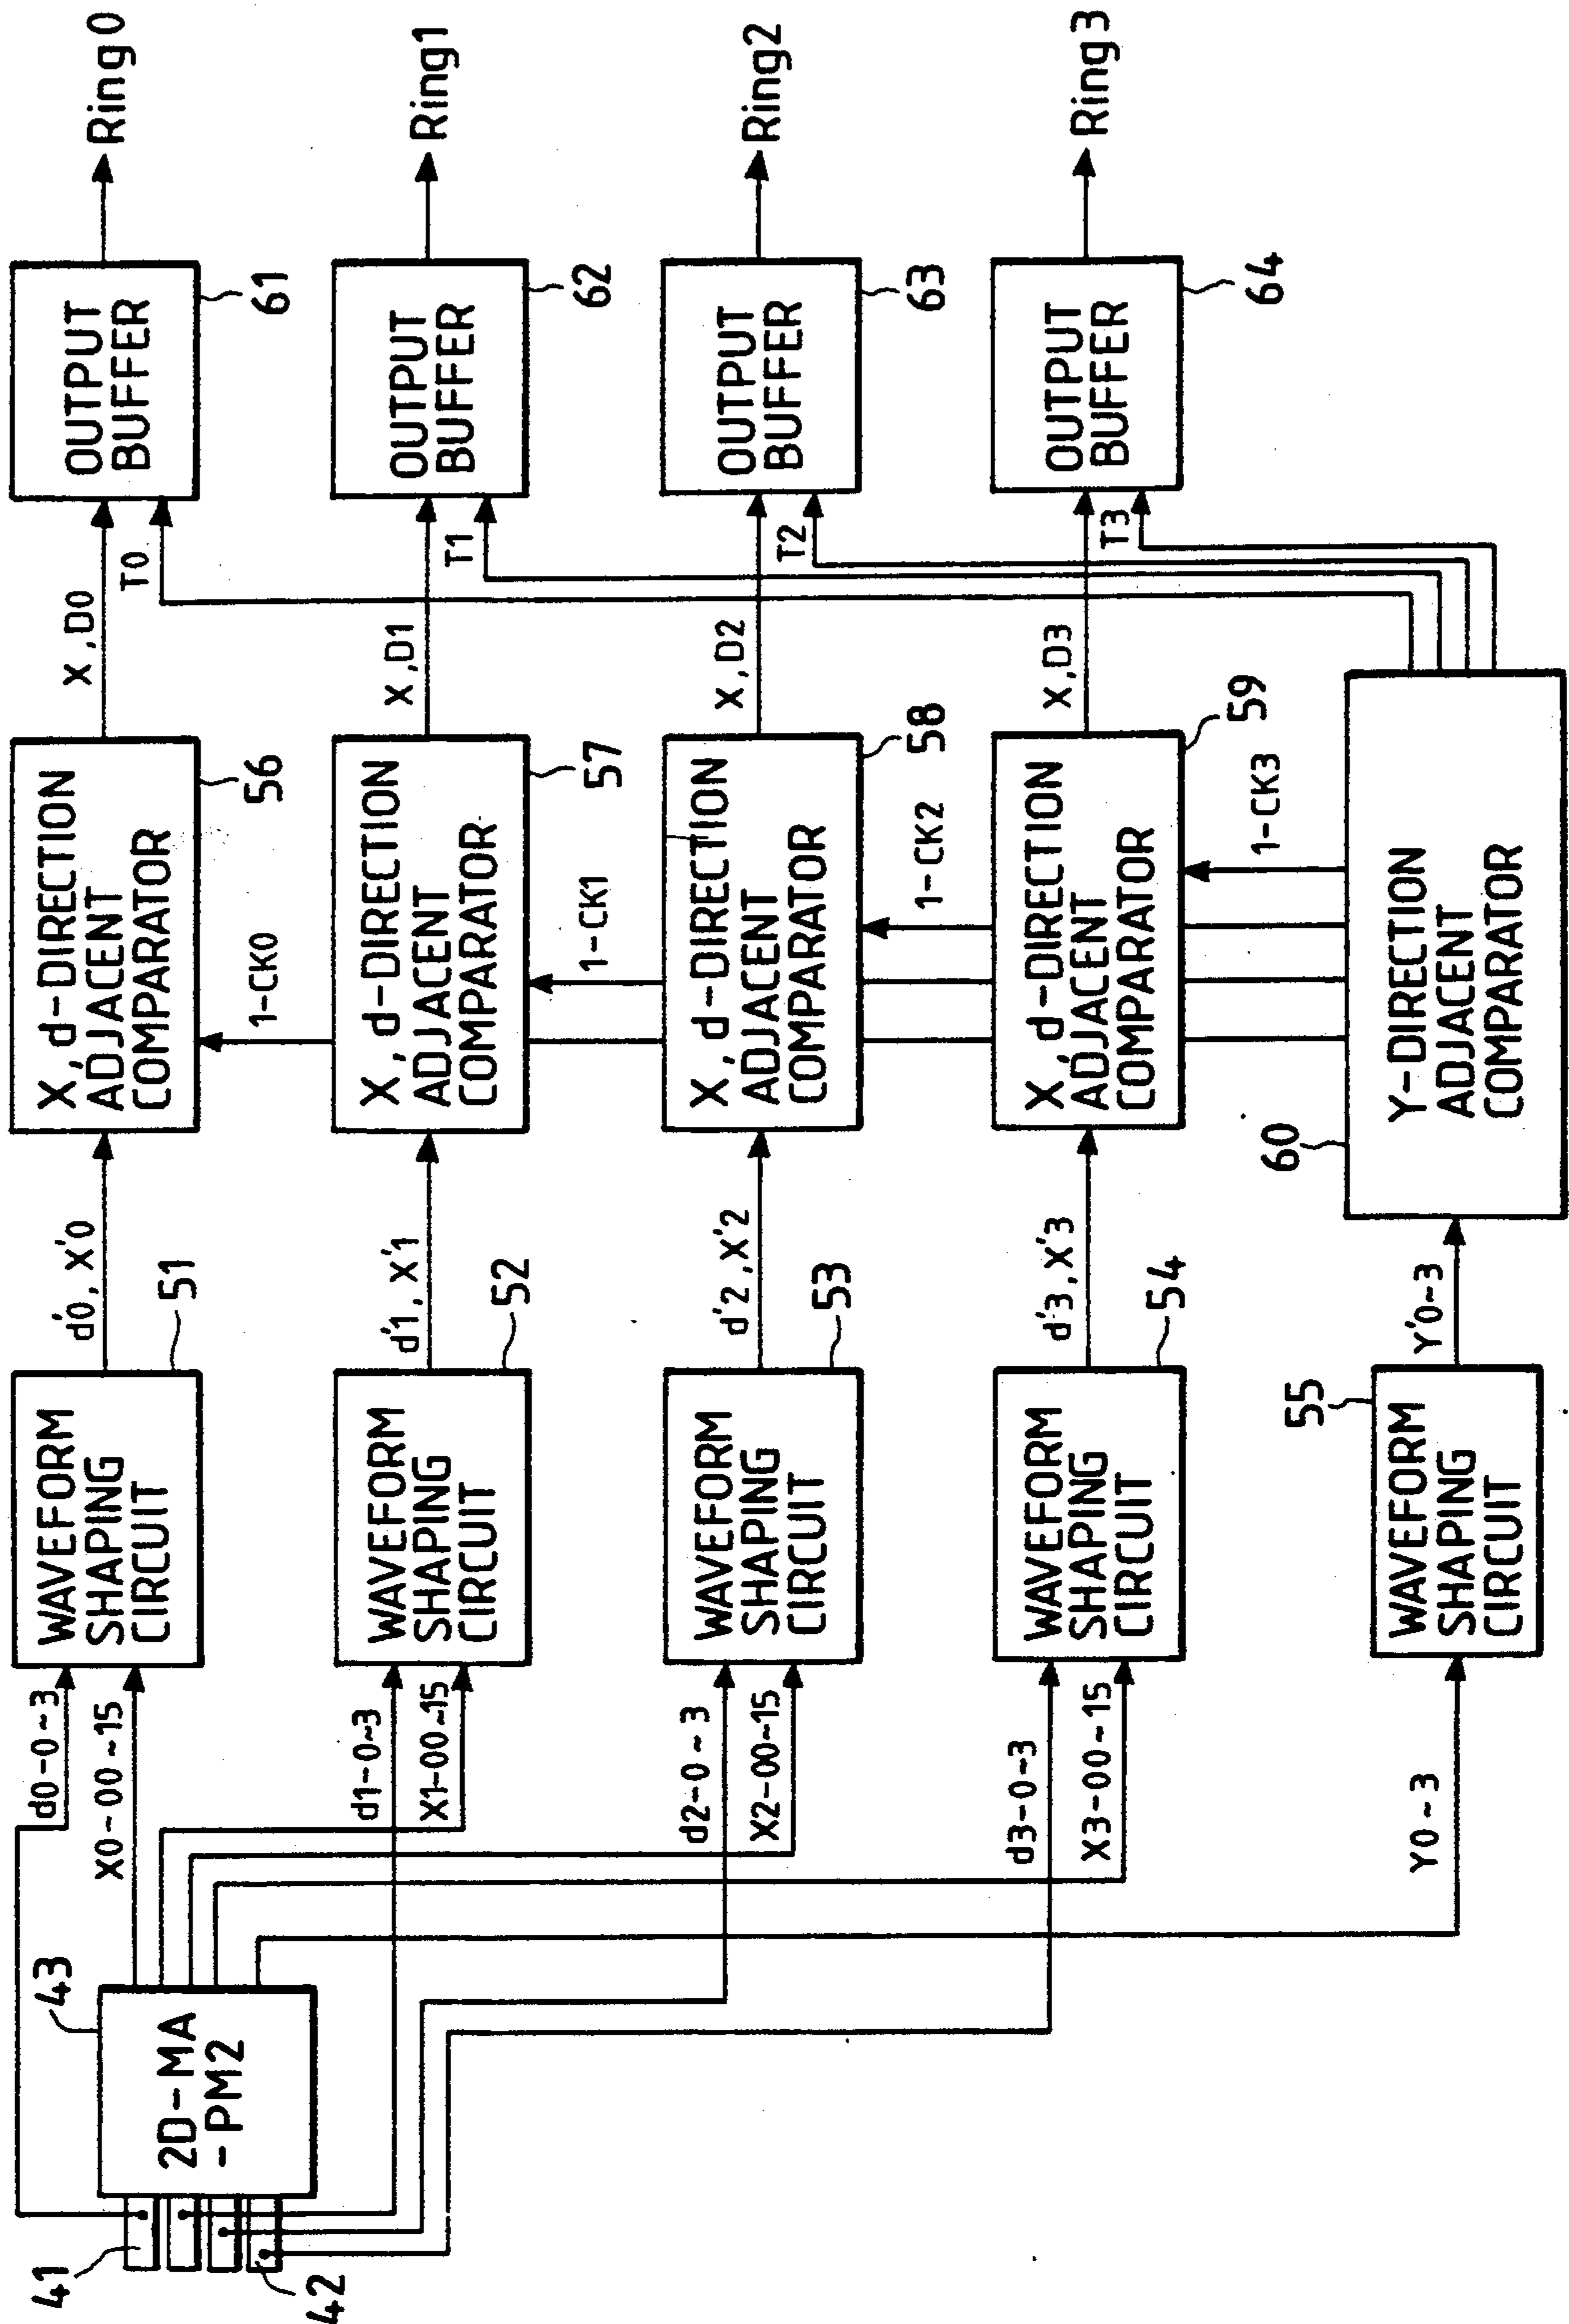 41
42
43
2D-MA
-PM2
d0-0~3
X0-00~15
WAVEFORM
SHAPING
CIRCUIT
51
d'0, X'0
X, d-DIRECTION
ADJACENT
COMPARATOR
56
1-CK0
X, D0
T0
OUTPUT
BUFFER
61
Ring 0
d1-0~3
X1-00~15
WAVEFORM
SHAPING
CIRCUIT
52
d'1, X'1
X, d-DIRECTION
ADJACENT
COMPARATOR
57
1-CK1
X, D1
T1
OUTPUT
BUFFER
62
Ring1
d2-0~3
X2-00~15
WAVEFORM
SHAPING
CIRCUIT
53
d'2, X'2
X, d-DIRECTION
ADJACENT
COMPARATOR
58
1-CK2
X, D2
T2
OUTPUT
BUFFER
63
Ring2
d3-0~3
X3-00~15
WAVEFORM
SHAPING
CIRCUIT
54
d'3, X'3
X, d-DIRECTION
ADJACENT
COMPARATOR
59
1-CK3
X, D3
T3
OUTPUT
BUFFER
64
Ring3
Y0~3
WAVEFORM
SHAPING
CIRCUIT
55
Y'0~3
60
Y-DIRECTION
ADJACENT
COMPARATOR